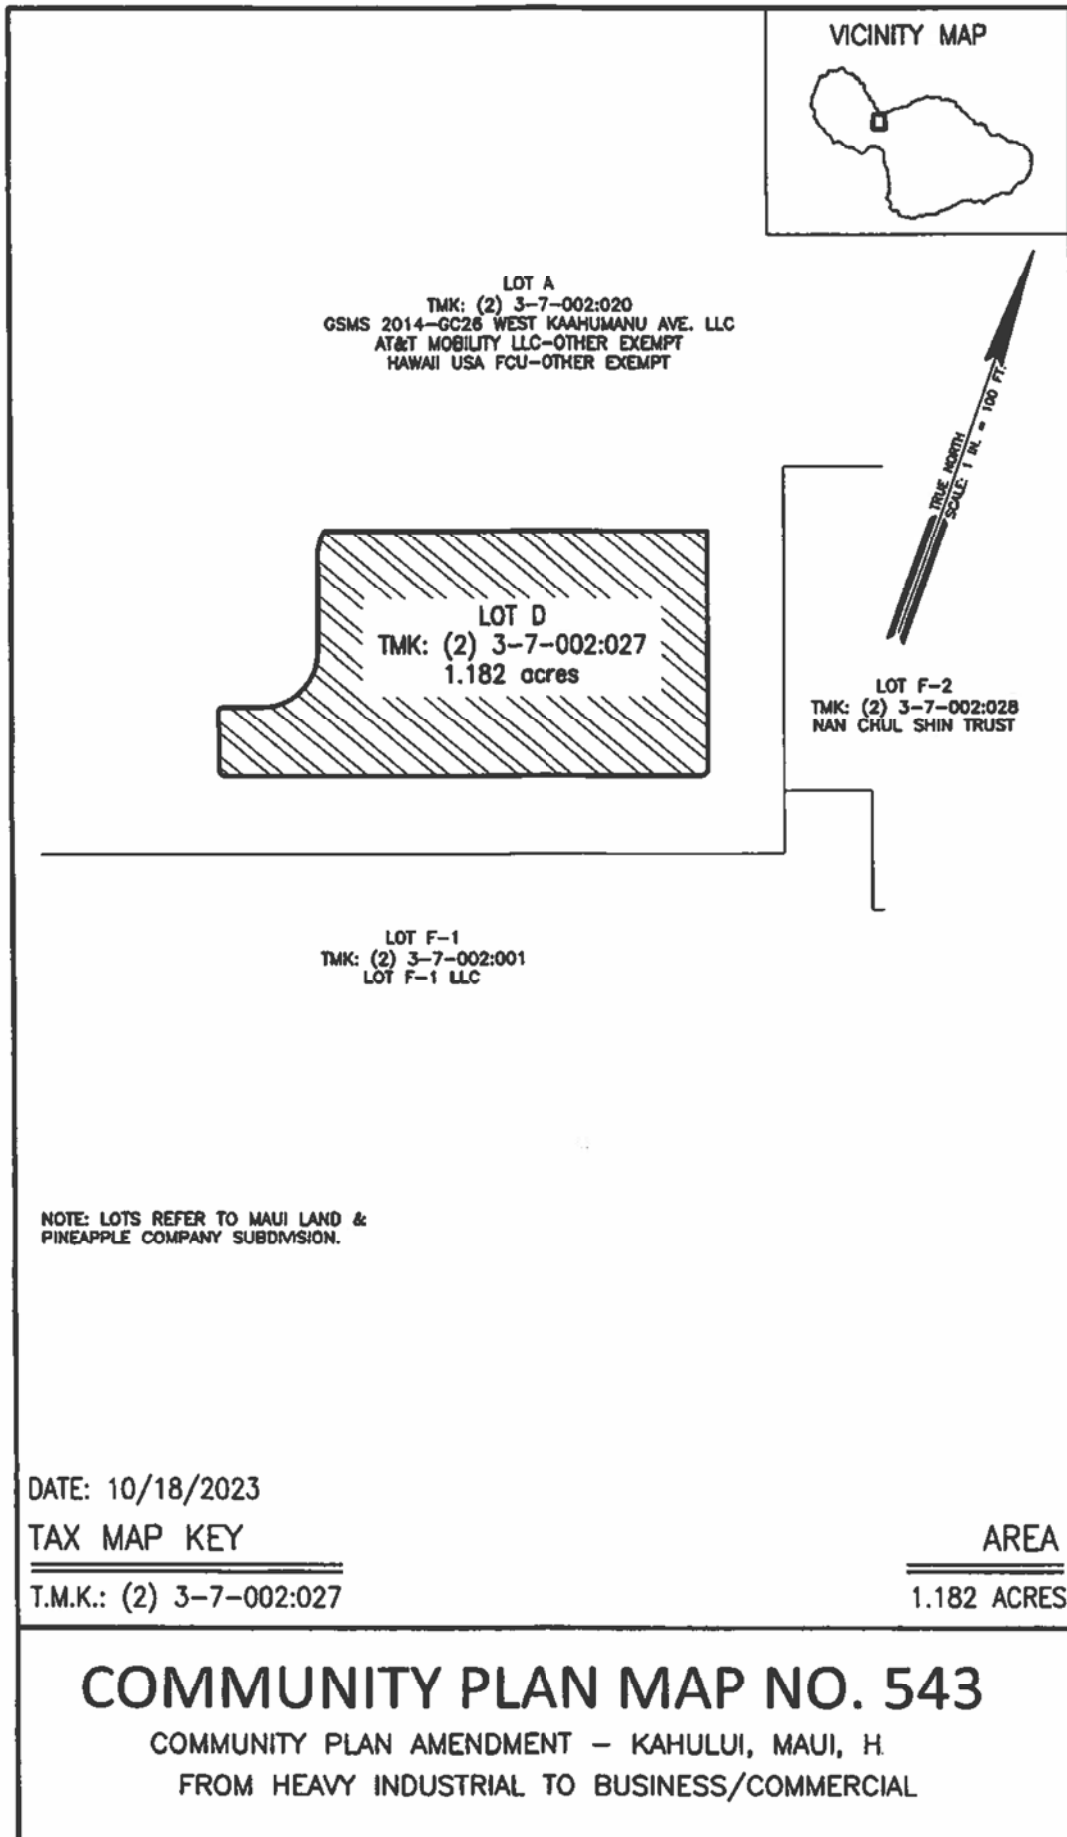 VICINITY MAP
LOT A
TMK: (2) 3-7-002:020
GSMS 2014-GC26 WEST KAAHUMANU AVE. LLC
AT&T MOBILITY LLC-OTHER EXEMPT
HAWAII USA FCU-OTHER EXEMPT
TRUE NORTH
SCALE: 1 IN. = 100 FT.
LOT D
TMK: (2) 3-7-002:027
1.182 acres
LOT F-2
TMK: (2) 3-7-002:028
NAN CHUL SHIN TRUST
LOT F-1
TMK: (2) 3-7-002:001
LOT F-1 LLC
NOTE: LOTS REFER TO MAUI LAND &
PINEAPPLE COMPANY SUBDIVISION.
DATE: 10/18/2023
TAX MAP KEY
AREA
T.M.K.: (2) 3-7-002:027
1.182 ACRES
COMMUNITY PLAN MAP NO. 543
COMMUNITY PLAN AMENDMENT – KAHULUI, MAUI, H
FROM HEAVY INDUSTRIAL TO BUSINESS/COMMERCIAL